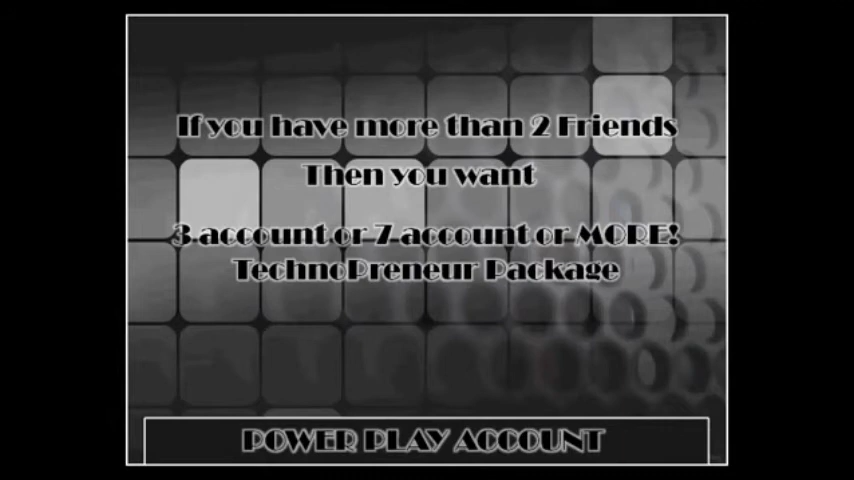 If you have more than 2 Friends
Then you want
3 account or 7 account or MORE!
TechnoPreneur Package
POWER PLAY ACCOUNT